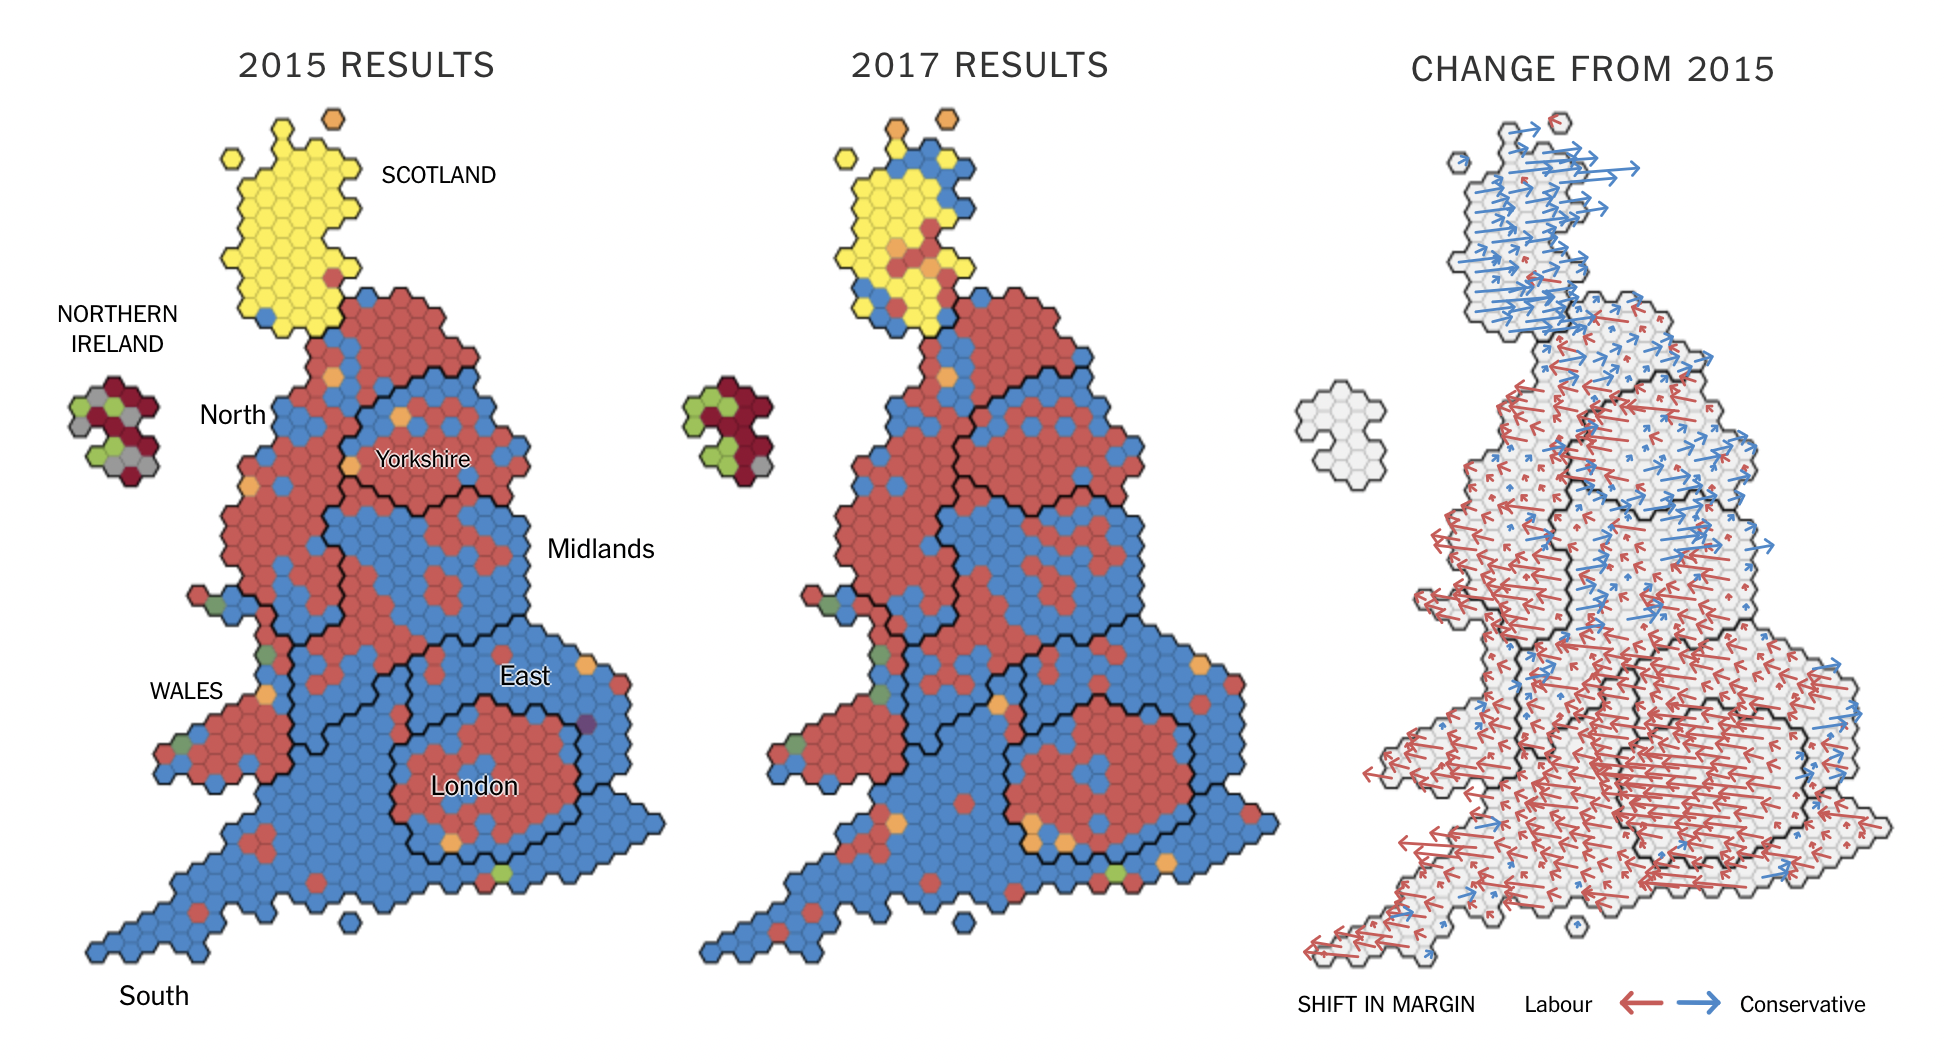 2015 RESULTS
2017 RESULTS
CHANGE FROM 2015
SCOTLAND
NORTHERN
IRELAND
North
Yorkshire
Midlands
East
WALES
London
South
SHIFT IN MARGIN
Labour
Conservative